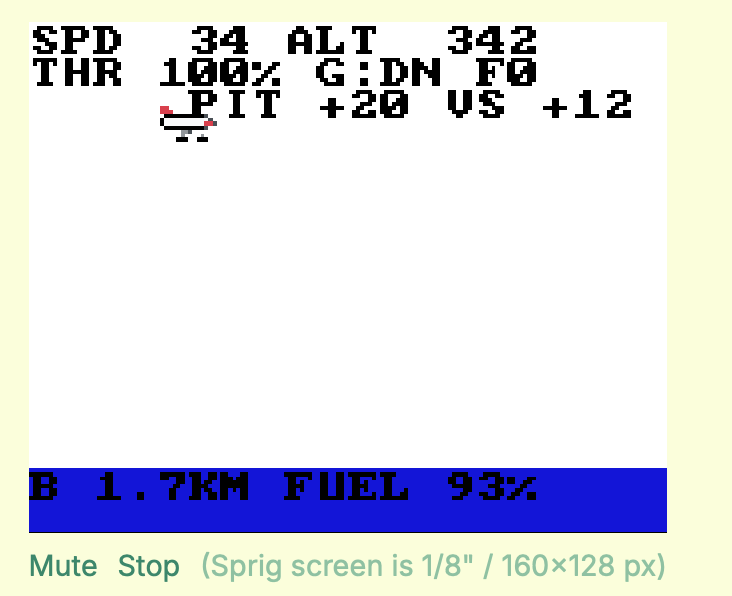 SPD 34 ALT 342
THR 100% G:DN F0
PIT +20 VS +12
B 1.7KM FUEL 93%
Mute Stop (Sprig screen is 1/8" / 160×128 px)